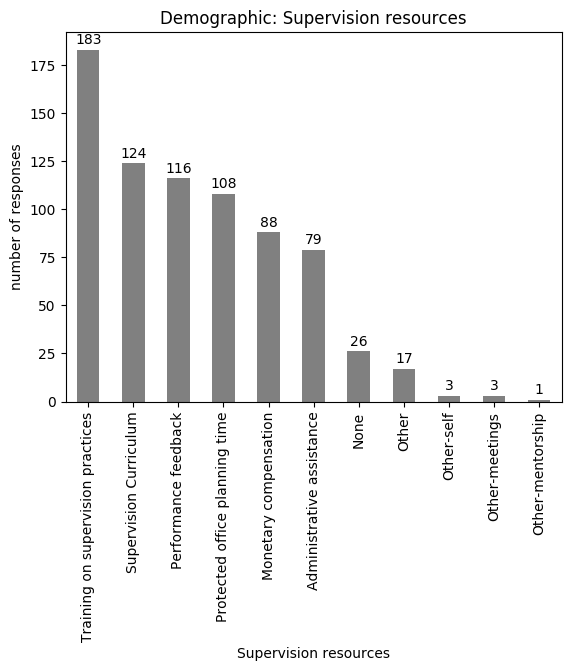 Demographic: Supervision resources
number of responses
175
150
125
100
75
50
25
0
183
124
116
108
88
79
26
17
3
3
1
Training on supervision practices
Supervision Curriculum
Performance feedback
Protected office planning time
Monetary compensation
Administrative assistance
None
Other
Other-self
Other-meetings
Other-mentorship
Supervision resources